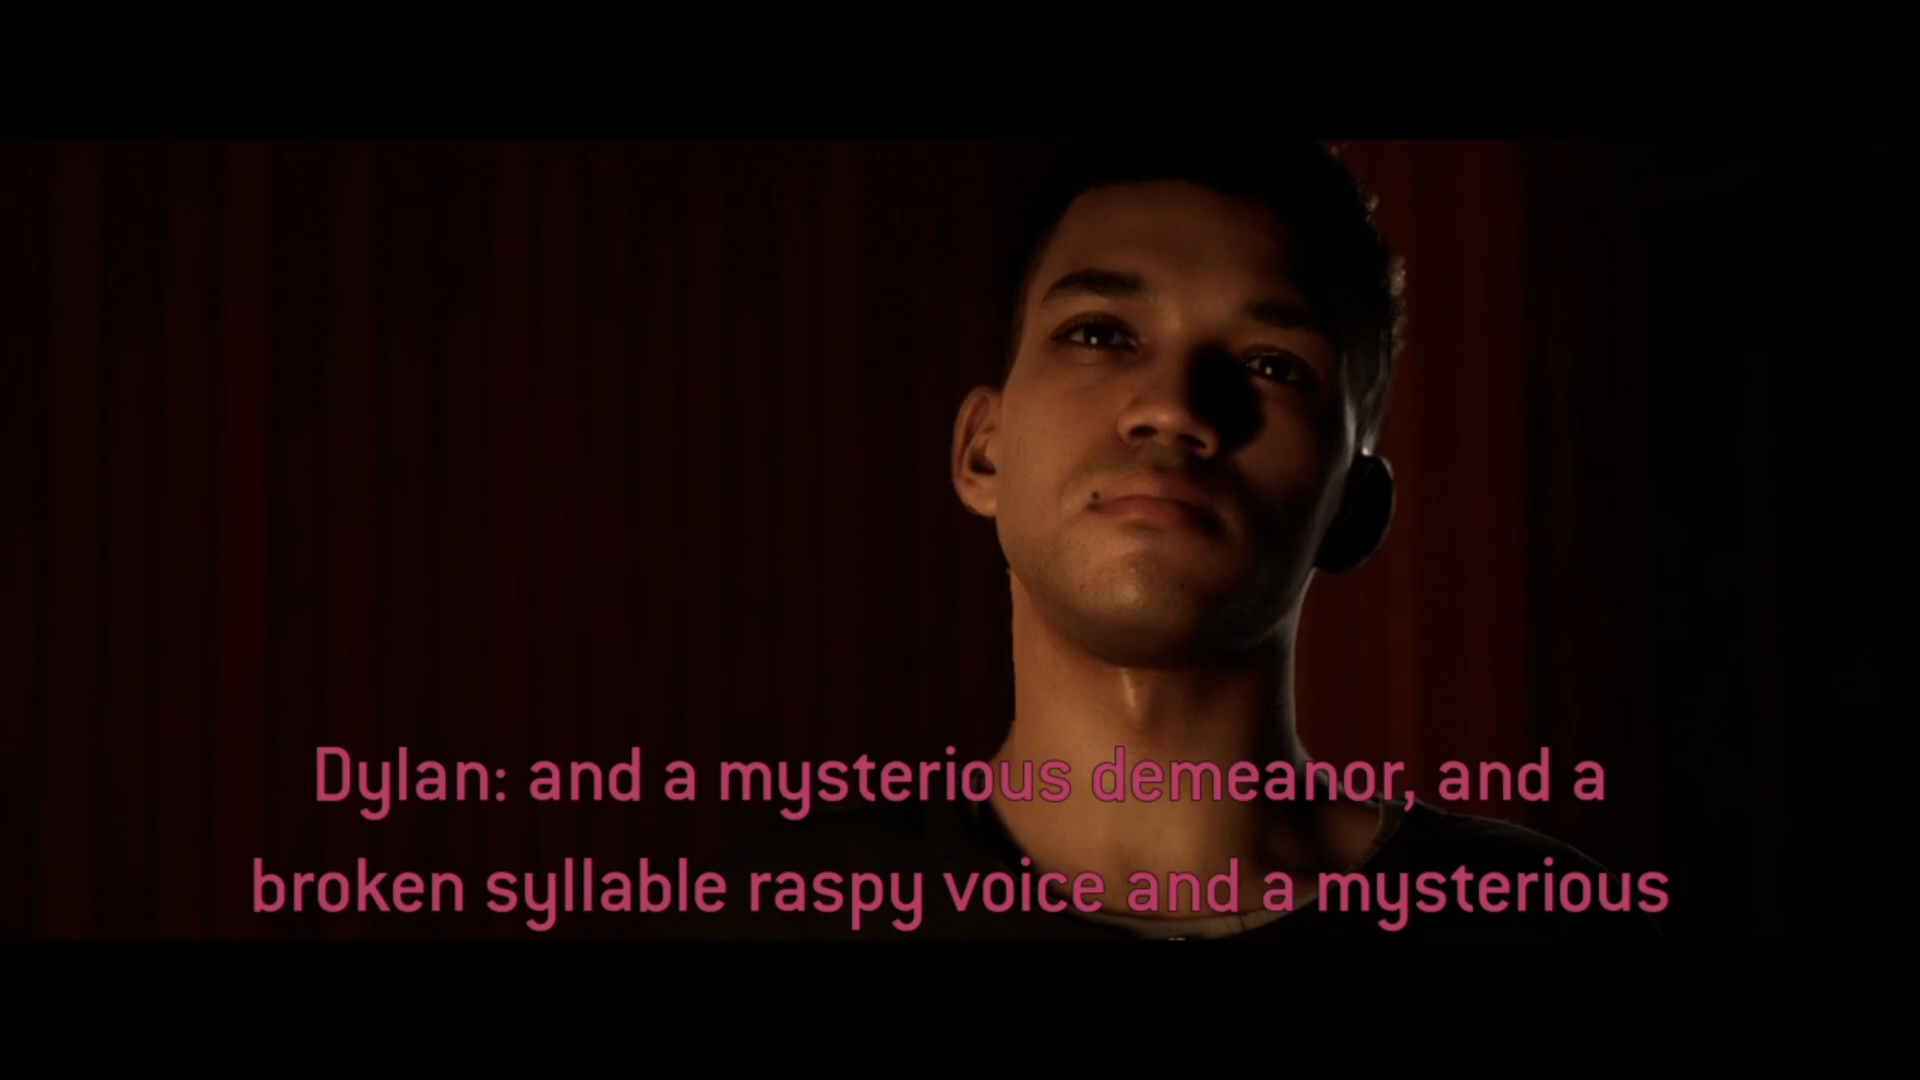 Dylan: and a mysterious demeanor, and a
broken syllable raspy voice and a mysterious